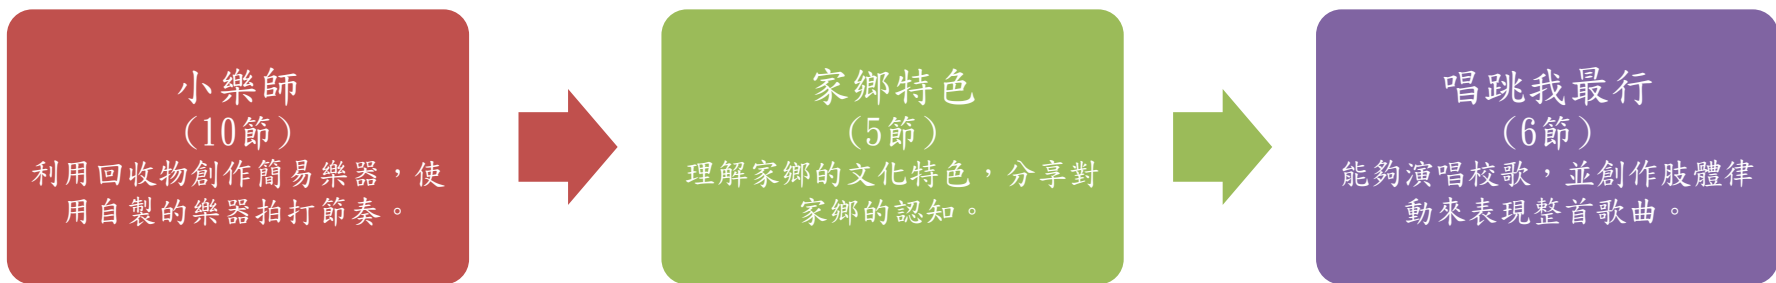 小樂師
(10節)
利用回收物創作簡易樂器，使
用自製的樂器拍打節奏。
家鄉特色
(5節)
理解家鄉的文化特色，分享對
家鄉的認知。
唱跳我最行
(6節)
能夠演唱校歌，並創作肢體律
動來表現整首歌曲。